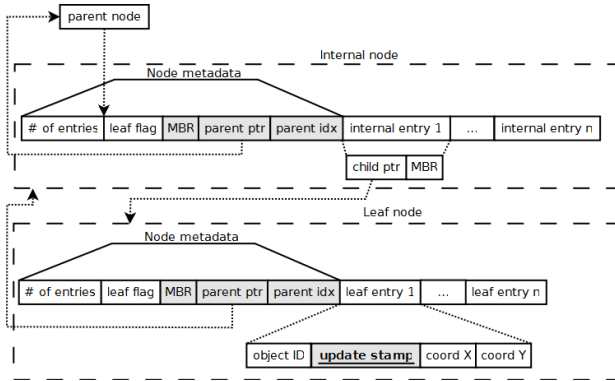 parent node
Internal node
Node metadata
# of entries leaf flag MBR parent ptr parent idx internal entry 1 ... internal entry n
child ptr MBR
Leaf node
Node metadata
# of entries leaf flag MBR parent ptr parent idx leaf entry 1 ... leaf entry n
object ID update stamp coord X coord Y